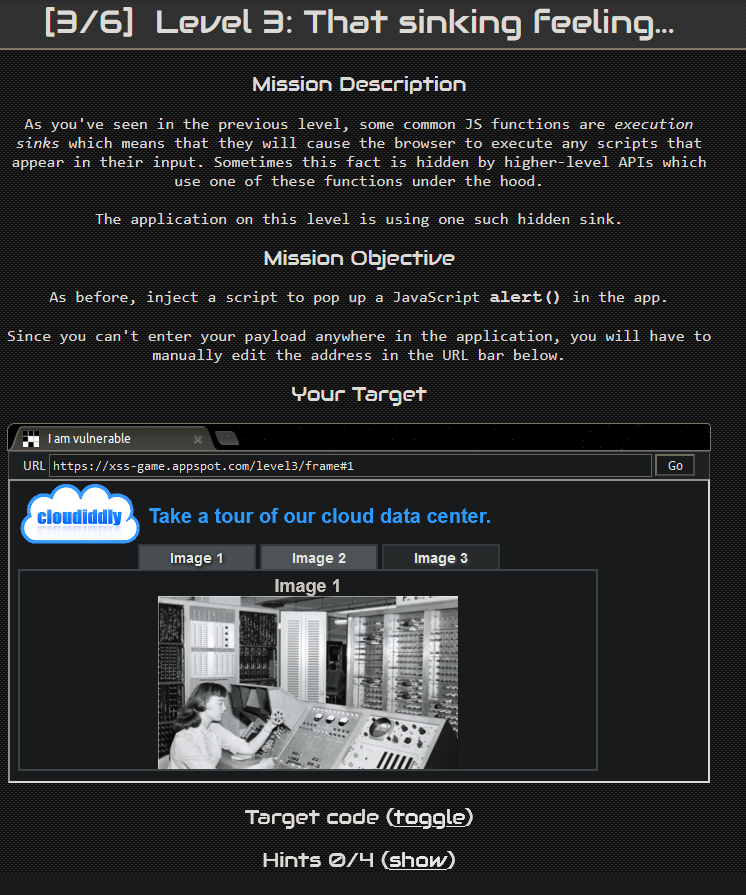 [3/6] Level 3: That sinking feeling...
Mission Description
As you've seen in the previous level, some common JS functions are execution
sinks which means that they will cause the browser to execute any scripts that
appear in their input. Sometimes this fact is hidden by higher-level APIs which
use one of these functions under the hood.
The application on this level is using one such hidden sink.
Mission Objective
As before, inject a script to pop up a JavaScript alert() in the app.
Since you can't enter your payload anywhere in the application, you will have to
manually edit the address in the URL bar below.
Your Target
I am vulnerable ×
URL https://xss-game.appspot.com/level3/frame#1 Go
cloudiddly Take a tour of our cloud data center.
Image 1 Image 2 Image 3
Image 1
Target code (toggle)
Hints 0/4 (show)